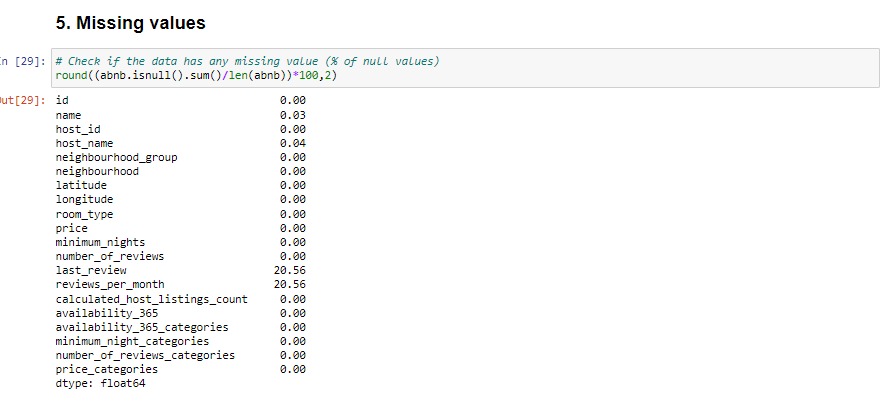 5. Missing values
n [29]: # Check if the data has any missing value (% of null values)
round((abnb.isnull().sum()/len(abnb))*100,2)
ut[29]: id 0.00
name 0.03
host_id 0.00
host_name 0.04
neighbourhood_group 0.00
neighbourhood 0.00
latitude 0.00
longitude 0.00
room_type 0.00
price 0.00
minimum_nights 0.00
number_of_reviews 0.00
last_review 20.56
reviews_per_month 20.56
calculated_host_listings_count 0.00
availability_365 0.00
availability_365_categories 0.00
minimum_night_categories 0.00
number_of_reviews_categories 0.00
price_categories 0.00
dtype: float64